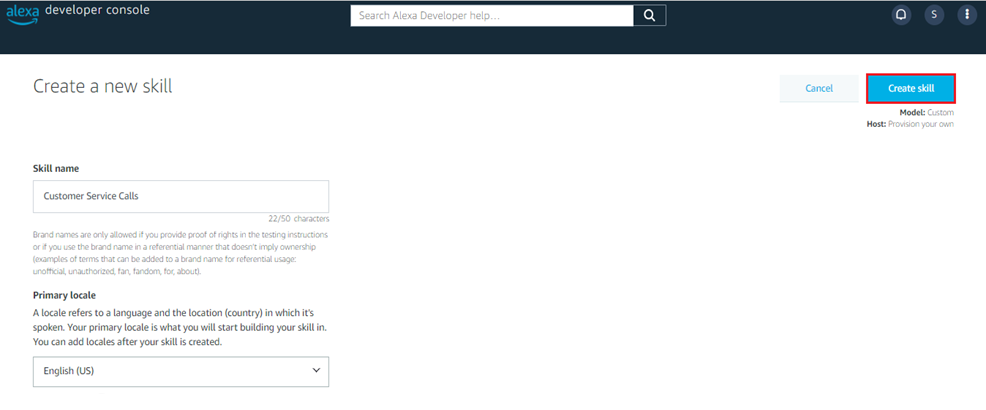 alexa developer console
Search Alexa Developer help...
S
Create a new skill
Cancel
Create skill
Model: Custom
Host: Provision your own
Skill name
Customer Service Calls
22/50 characters
Brand names are only allowed if you provide proof of rights in the testing instructions
or if you use the brand name in a referential manner that doesn't imply ownership
(examples of terms that can be added to a brand name for referential usage:
unofficial, unauthorized, fan, fandom, for, about).
Primary locale
A locale refers to a language and the location (country) in which it's
spoken. Your primary locale is what you will start building your skill in.
You can add locales after your skill is created.
English (US)